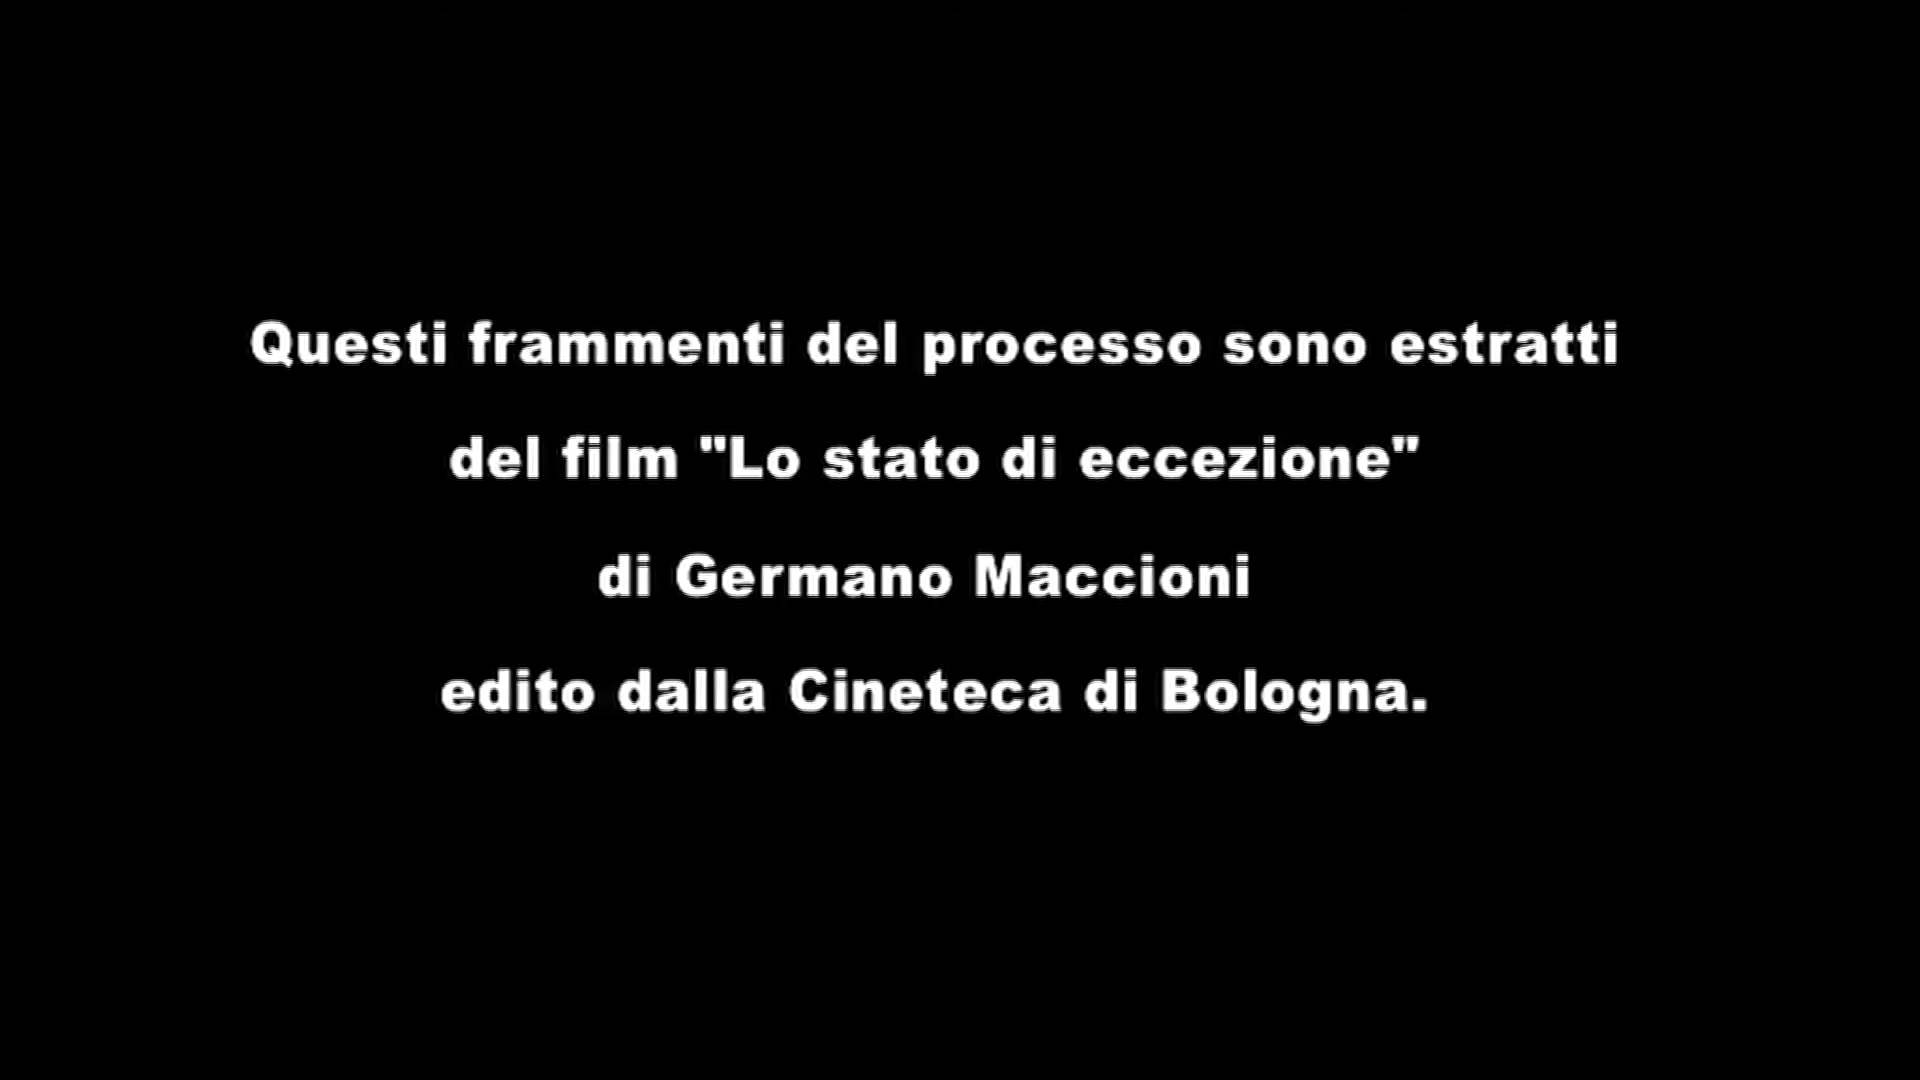 Questi frammenti del processo sono estratti
del film "Lo stato di eccezione"
di Germano Maccioni
edito dalla Cineteca di Bologna.